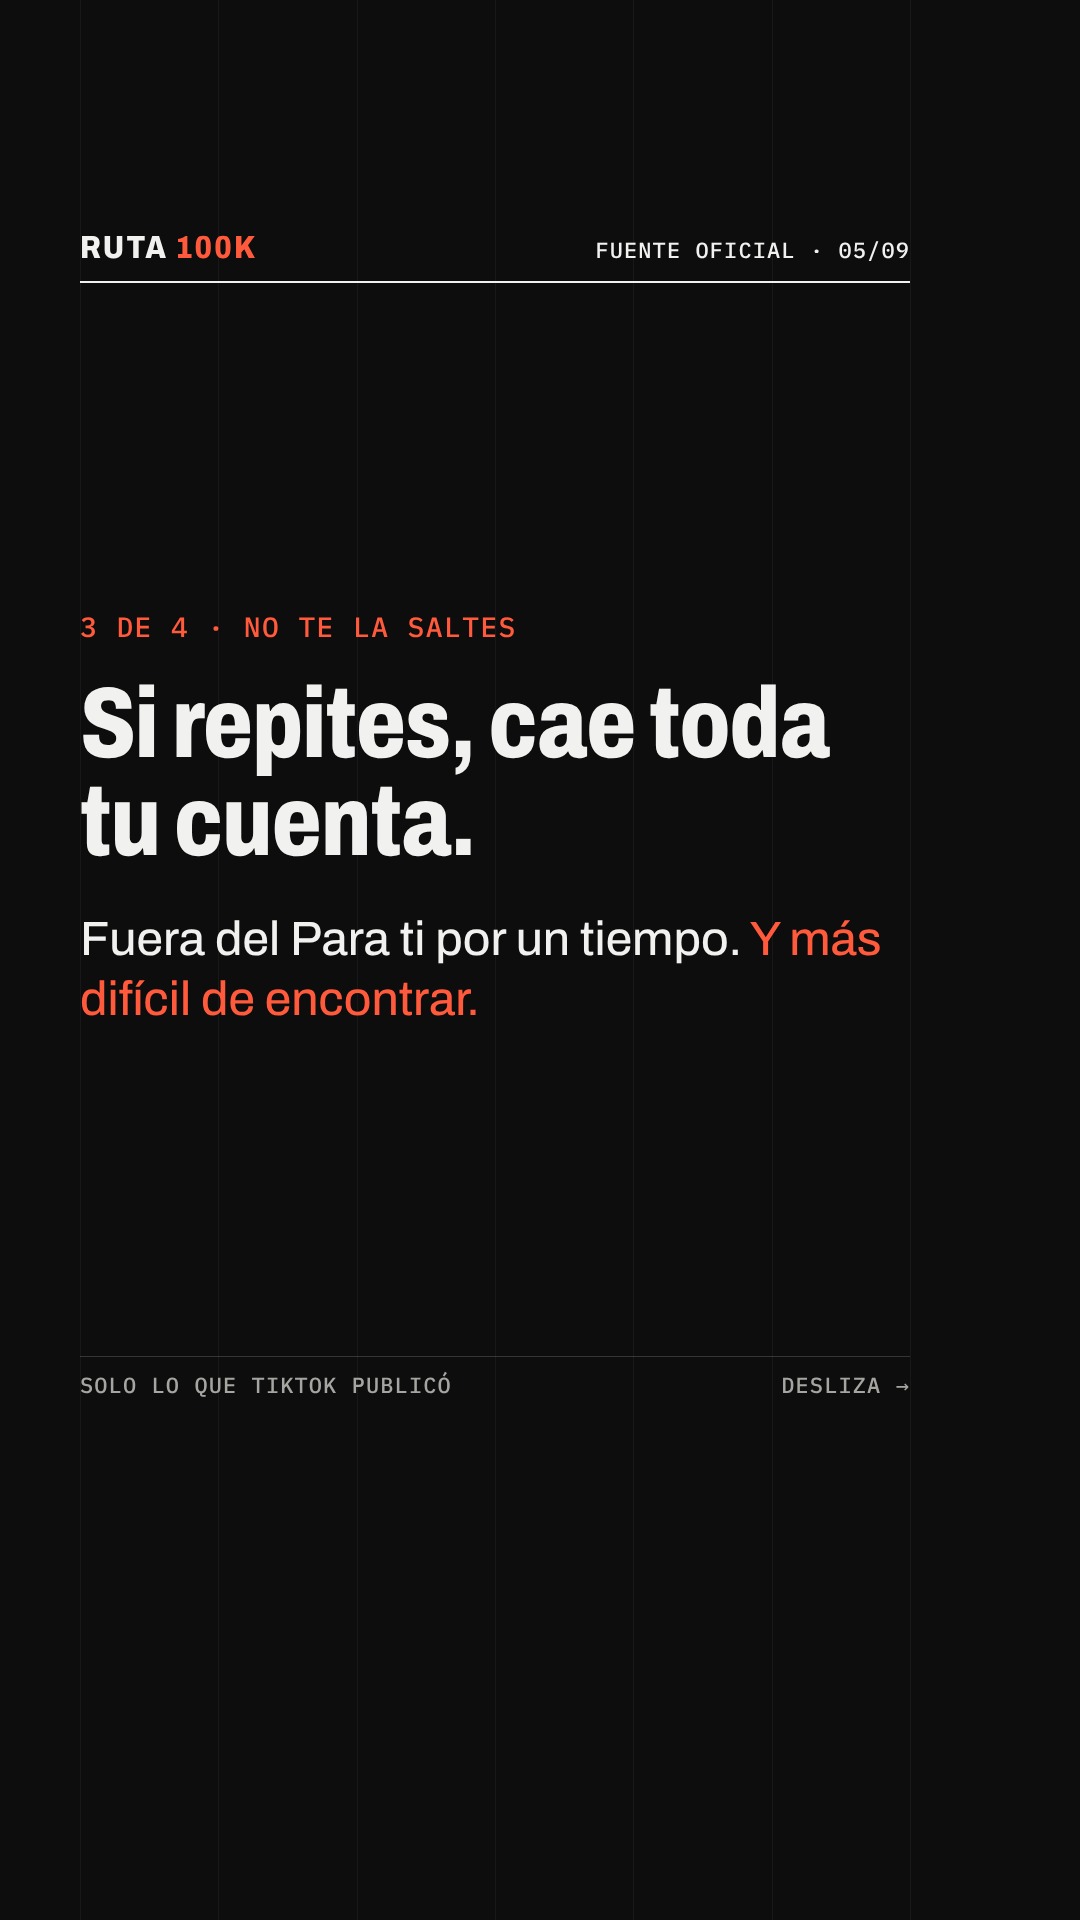 RUTA 100K
FUENTE OFICIAL · 05/09
3 DE 4 · NO TE LA SALTES
Si repites, cae toda
tu cuenta.
Fuera del Para ti por un tiempo. Y más
difícil de encontrar.
SOLO LO QUE TIKTOK PUBLICÓ
DESLIZA →